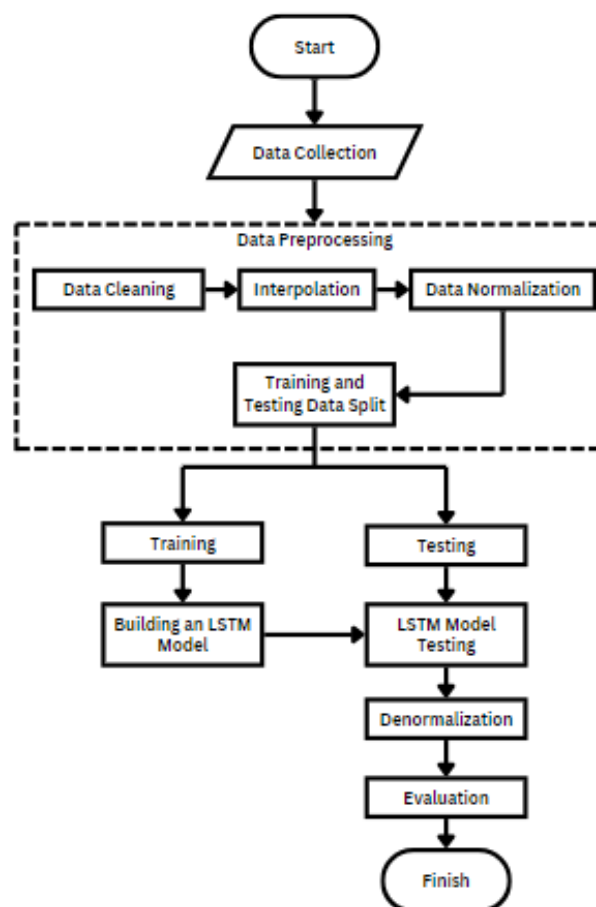 Start
Data Collection
Data Preprocessing
Data Cleaning
Interpolation
Data Normalization
Training and
Testing Data Split
Training
Testing
Building an LSTM
Model
LSTM Model
Testing
Denormalization
Evaluation
Finish